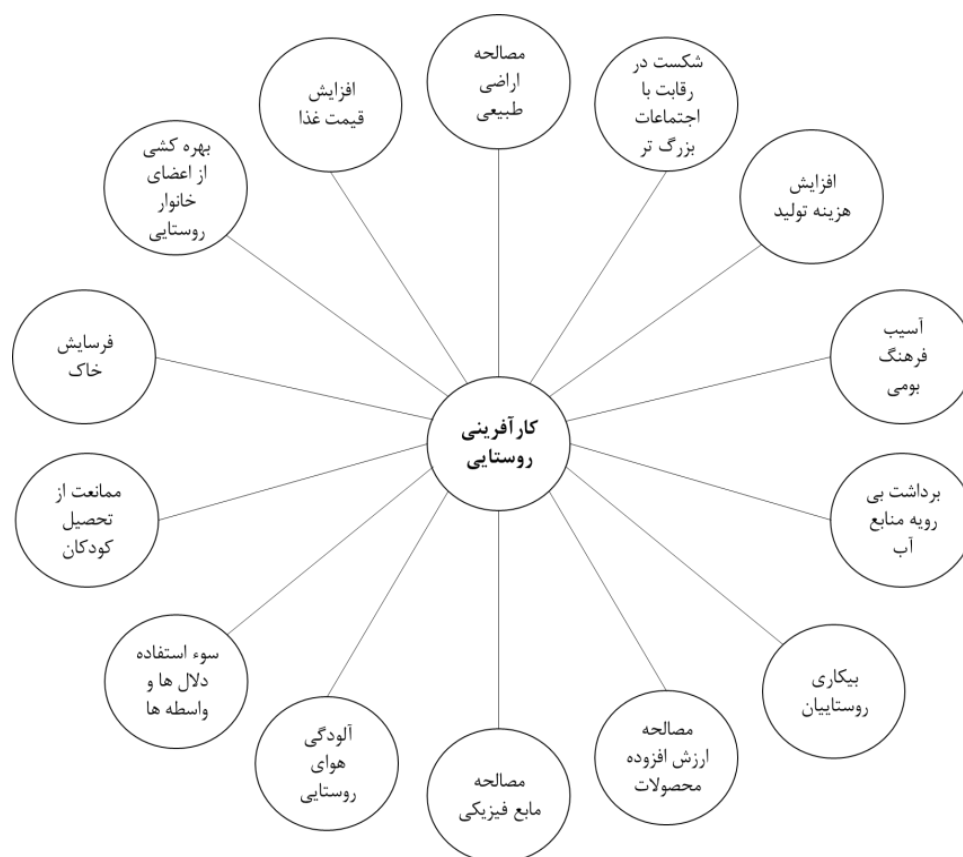 مصالحه
اراضی
طبیعی
شکست در
رقابت با
اجتماعات
بزرگ تر
افزایش
هزینه تولید
آسیب
فرهنگ
بومی
برداشت بی
رویه منابع
آب
بیکاری
روستاییان
مصالحه
ارزش افزوده
محصولات
مصالحه
مابع فیزیکی
آلودگی
هوای
روستایی
سوء استفاده
دلال ها و
واسطه ها
ممانعت از
تحصیل
کودکان
فرسایش
خاک
بهره کشی
از اعضای
خانوار
روستایی
افزایش
قیمت غذا
کارآفرینی
روستایی